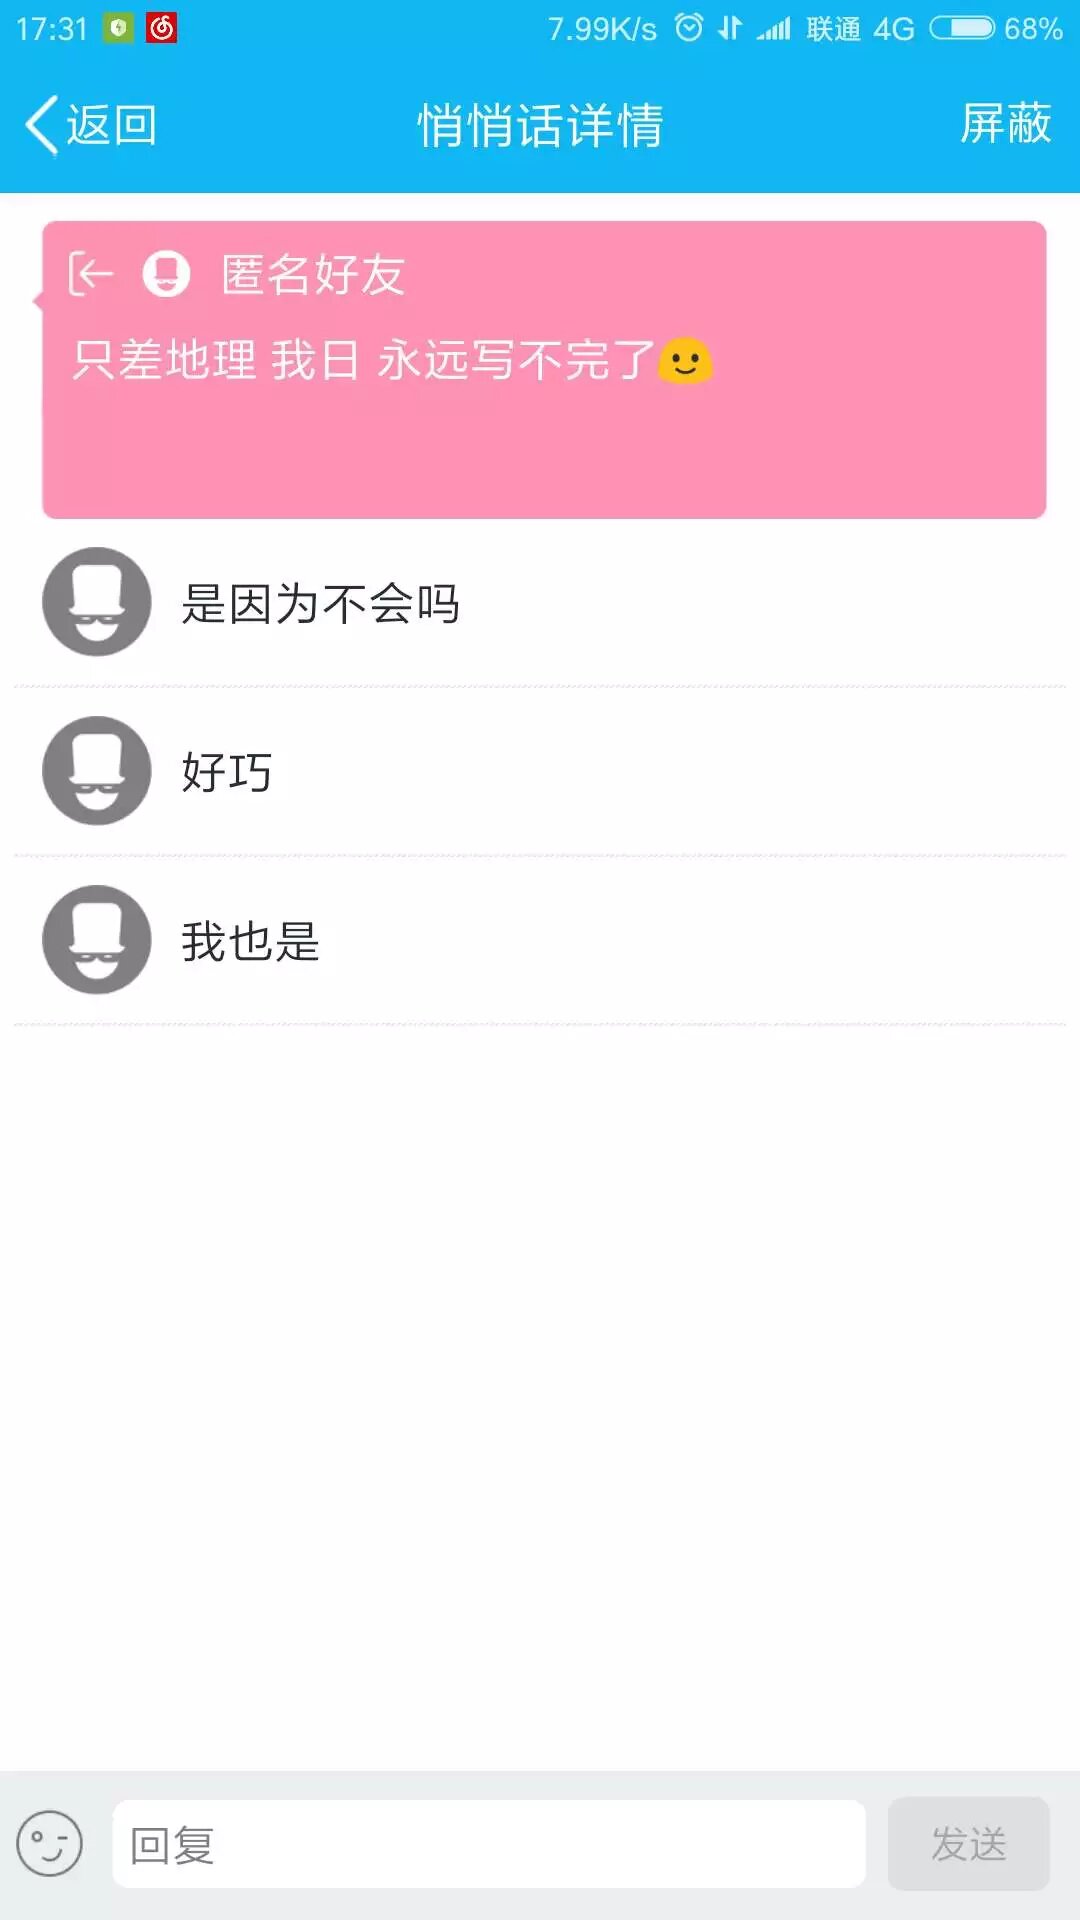 17:31 7.99K/s 联通 4G 68%
返回 悄悄话详情 屏蔽
匿名好友
只差地理 我日 永远写不完了🙂
是因为不会吗
好巧
我也是
回复 发送